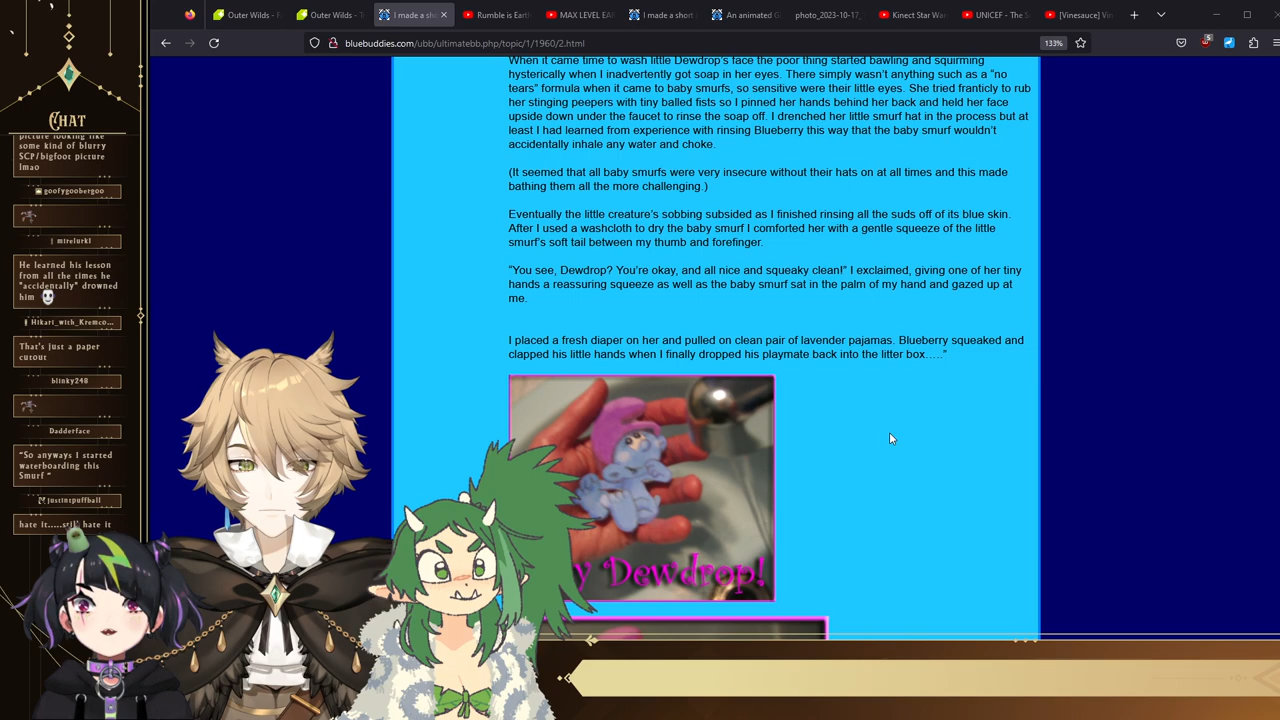 Outer Wilds - F
Outer Wilds - T
I made a sh
Rumble is Earth
MAX LEVEL EAR
I made a short
An animated G
photo_2023-10-17_
Kinect Star War
UNICEF - The S
[Vinesauce] Vin
bluebuddies.com/ubb/ultimatebb.php/topic/1/1960/2.html
133%
5
CHAT
picture looking like
some kind of blurry
SCP/bigfoot picture
lmao
goofygoobergoo
mirelurk1
He learned his lesson
from all the times he
"accidentally" drowned
him
Hikari_with_Kremco...
That's just a paper
cutout
blinky248
Dadderface
"So anyways I started
waterboarding this
Smurf "
justintpuffball
hate it.....still hate it
When it came time to wash little Dewdrop's face the poor thing started bawling and squirming
hysterically when I inadvertently got soap in her eyes. There simply wasn't anything such as a "no
tears" formula when it came to baby smurfs, so sensitive were their little eyes. She tried franticly to rub
her stinging peepers with tiny balled fists so I pinned her hands behind her back and held her face
upside down under the faucet to rinse the soap off. I drenched her little smurf hat in the process but at
least I had learned from experience with rinsing Blueberry this way that the baby smurf wouldn't
accidentally inhale any water and choke.
(It seemed that all baby smurfs were very insecure without their hats on at all times and this made
bathing them all the more challenging.)
Eventually the little creature's sobbing subsided as I finished rinsing all the suds off of its blue skin.
After I used a washcloth to dry the baby smurf I comforted her with a gentle squeeze of the little
smurf's soft tail between my thumb and forefinger.
"You see, Dewdrop? You're okay, and all nice and squeaky clean!" I exclaimed, giving one of her tiny
hands a reassuring squeeze as well as the baby smurf sat in the palm of my hand and gazed up at
me.
I placed a fresh diaper on her and pulled on clean pair of lavender pajamas. Blueberry squeaked and
clapped his little hands when I finally dropped his playmate back into the litter box....."
y Dewdrop!